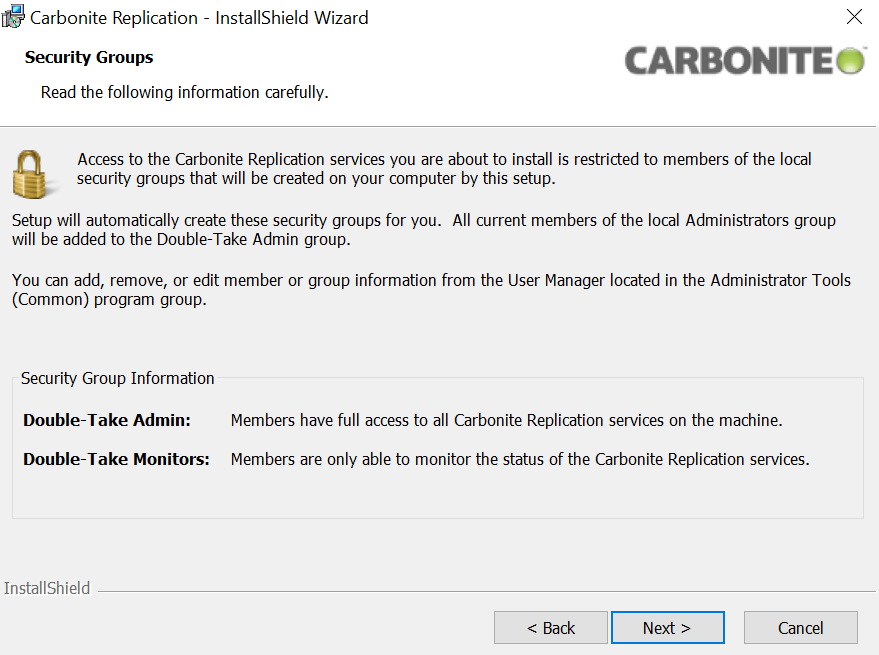 Carbonite Replication - InstallShield Wizard
Security Groups
Read the following information carefully.
CARBONITE
Access to the Carbonite Replication services you are about to install is restricted to members of the local
security groups that will be created on your computer by this setup.
Setup will automatically create these security groups for you.  All current members of the local Administrators group
will be added to the Double-Take Admin group.
You can add, remove, or edit member or group information from the User Manager located in the Administrator Tools
(Common) program group.
Security Group Information
Double-Take Admin: Members have full access to all Carbonite Replication services on the machine.
Double-Take Monitors: Members are only able to monitor the status of the Carbonite Replication services.
InstallShield
< Back Next > Cancel